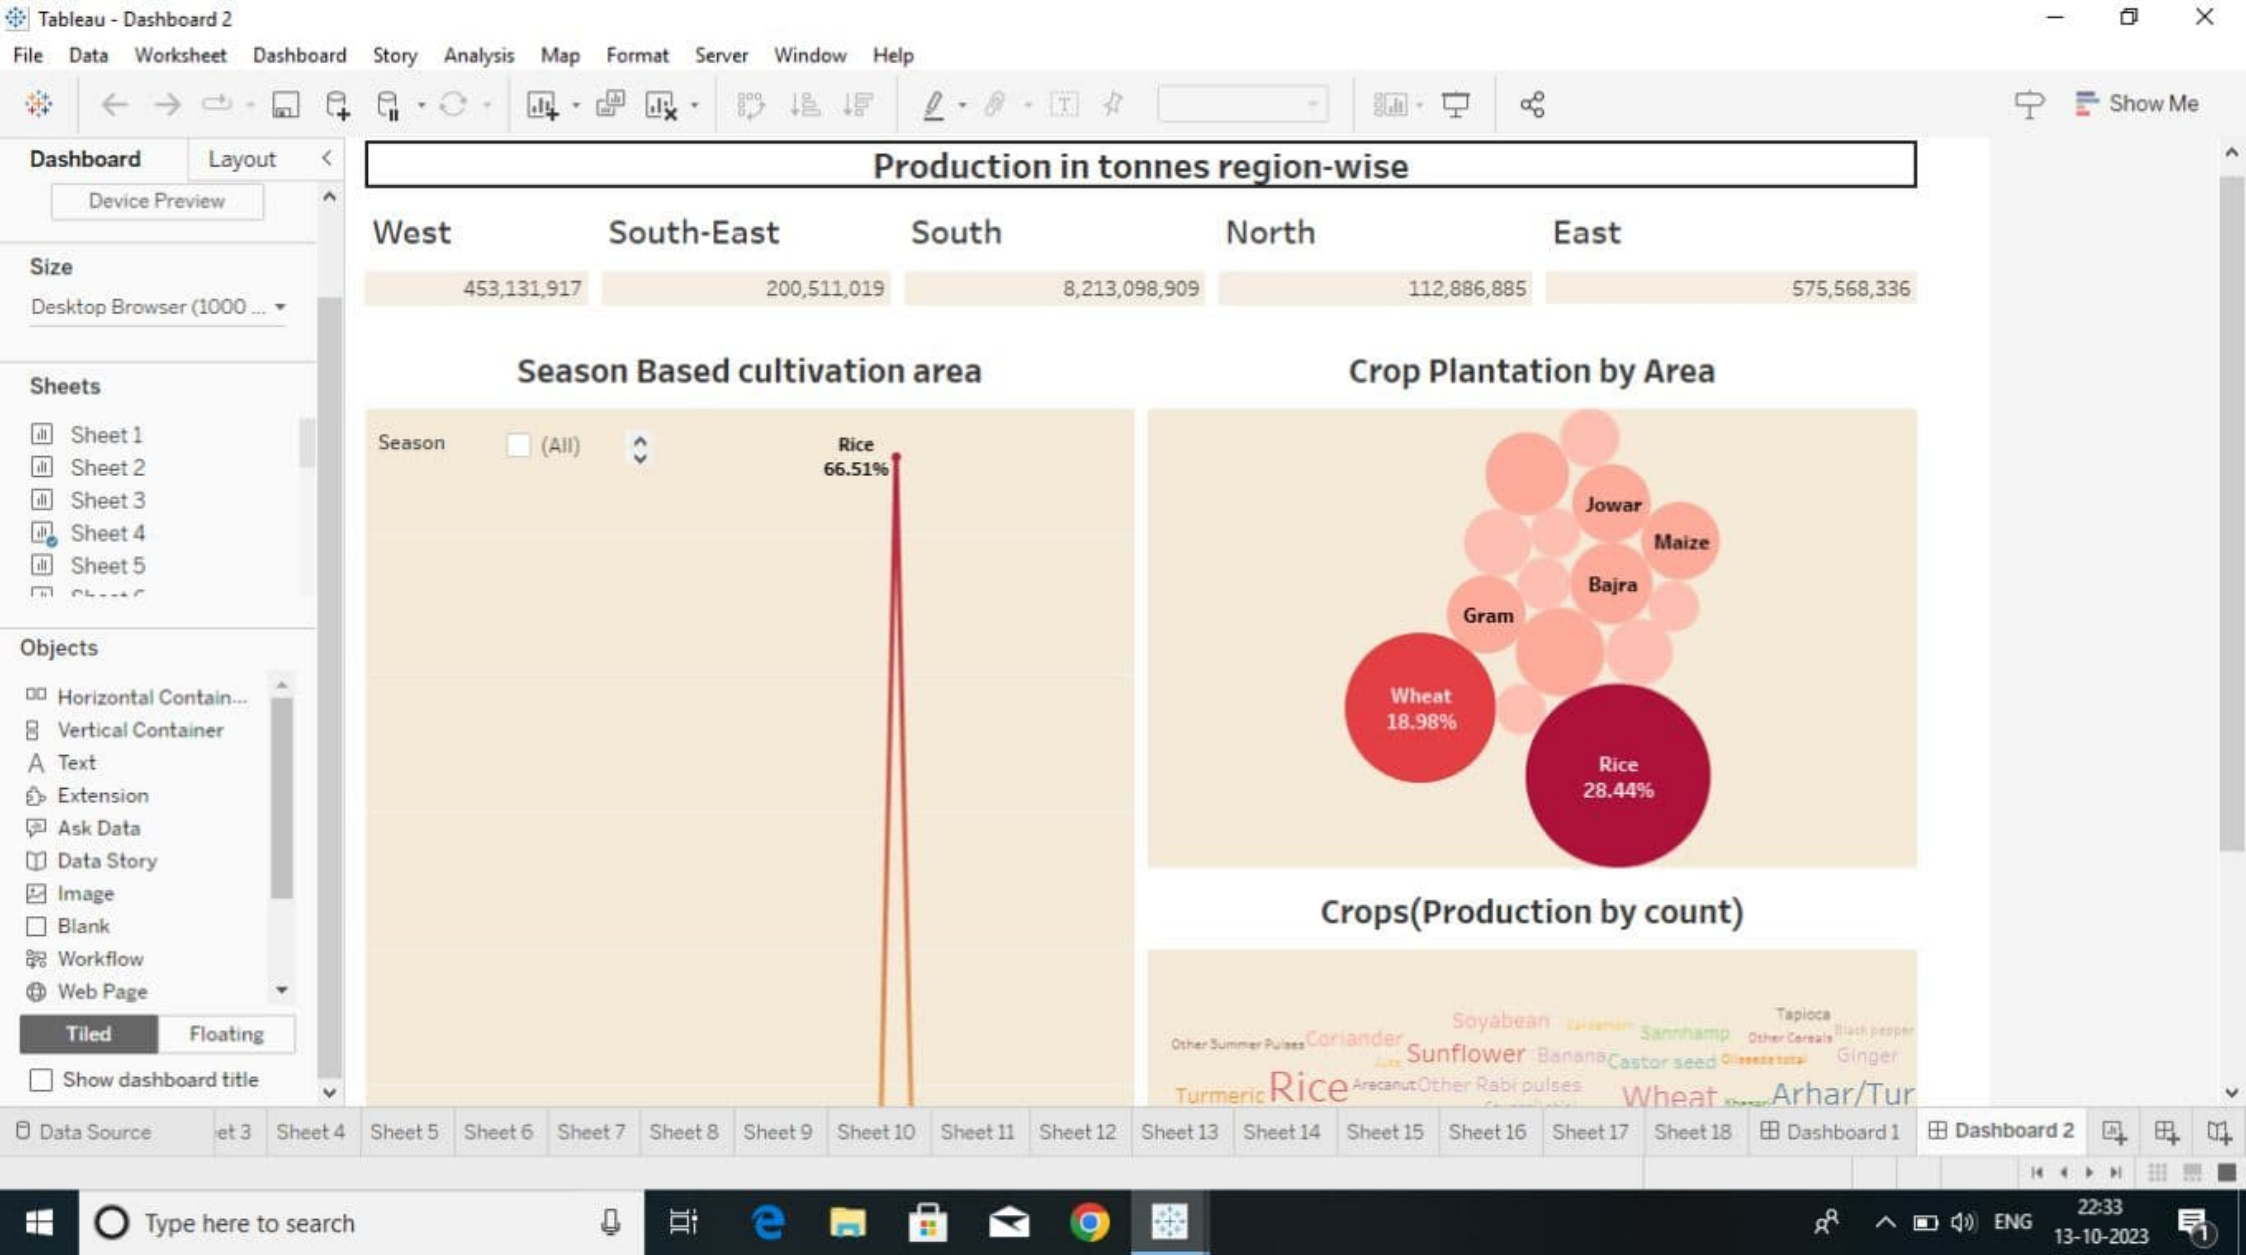 Tableau - Dashboard 2
File Data Worksheet Dashboard Story Analysis Map Format Server Window Help
Show Me
Dashboard Layout
Device Preview
Size
Desktop Browser (1000 ...
Sheets
Sheet 1
Sheet 2
Sheet 3
Sheet 4
Sheet 5
Objects
Horizontal Contain...
Vertical Container
Text
Extension
Ask Data
Data Story
Image
Blank
Workflow
Web Page
Tiled Floating
Show dashboard title
Production in tonnes region-wise
West South-East South North East
453,131,917 200,511,019 8,213,098,909 112,886,885 575,568,336
Season Based cultivation area
Season (All)
Rice
66.51%
Crop Plantation by Area
Jowar
Maize
Bajra
Gram
Wheat
18.98%
Rice
28.44%
Crops(Production by count)
Tapioca
Soyabean Sannhamp Other Cereals Black pepper
Other Summer Pulses Coriander
Sunflower Banana Castor seed Oilseeds total Ginger
Turmeric Rice Arecanut Other Rabi pulses Wheat Arhar/Tur
Data Source et 3 Sheet 4 Sheet 5 Sheet 6 Sheet 7 Sheet 8 Sheet 9 Sheet 10 Sheet 11 Sheet 12 Sheet 13 Sheet 14 Sheet 15 Sheet 16 Sheet 17 Sheet 18 Dashboard 1 Dashboard 2
Type here to search
ENG
22:33
13-10-2023
1